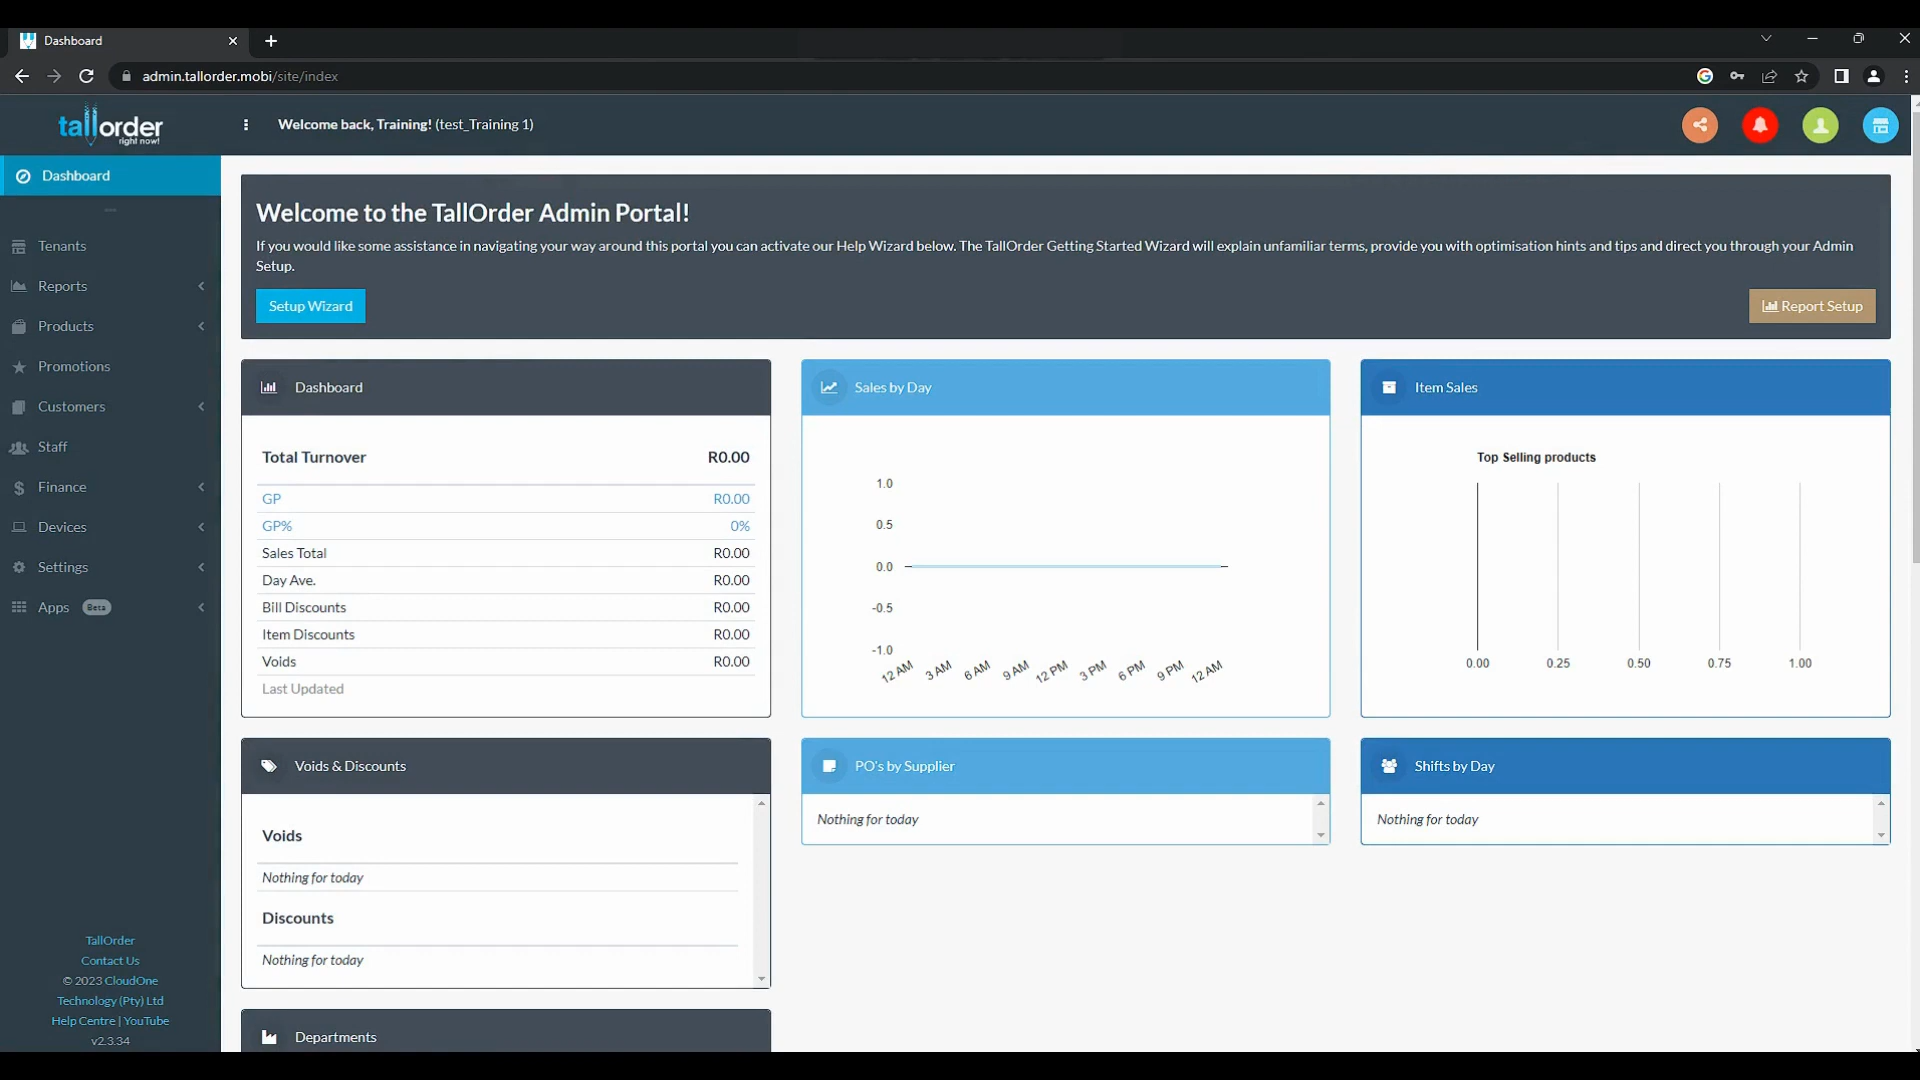 Dashboard
admin.tallorder.mobi/site/index
tallorder
right now!
Welcome back, Training! (test_Training 1)
Dashboard
Tenants
Reports
Products
Promotions
Customers
Staff
Finance
Devices
Settings
Apps Beta
TallOrder
Contact Us
© 2023 CloudOne
Technology (Pty) Ltd
Help Centre | YouTube
v2.3.34
Welcome to the TallOrder Admin Portal!
If you would like some assistance in navigating your way around this portal you can activate our Help Wizard below. The TallOrder Getting Started Wizard will explain unfamiliar terms, provide you with optimisation hints and tips and direct you through your Admin
Setup.
Setup Wizard
Report Setup
Dashboard
Total Turnover R0.00
GP R0.00
GP% 0%
Sales Total R0.00
Day Ave. R0.00
Bill Discounts R0.00
Item Discounts R0.00
Voids R0.00
Last Updated
Sales by Day
1.0
0.5
0.0
-0.5
-1.0
12 AM 3 AM 6 AM 9 AM 12 PM 3 PM 6 PM 9 PM 12 AM
Item Sales
Top Selling products
0.00 0.25 0.50 0.75 1.00
Voids & Discounts
Voids
Nothing for today
Discounts
Nothing for today
PO's by Supplier
Nothing for today
Shifts by Day
Nothing for today
Departments